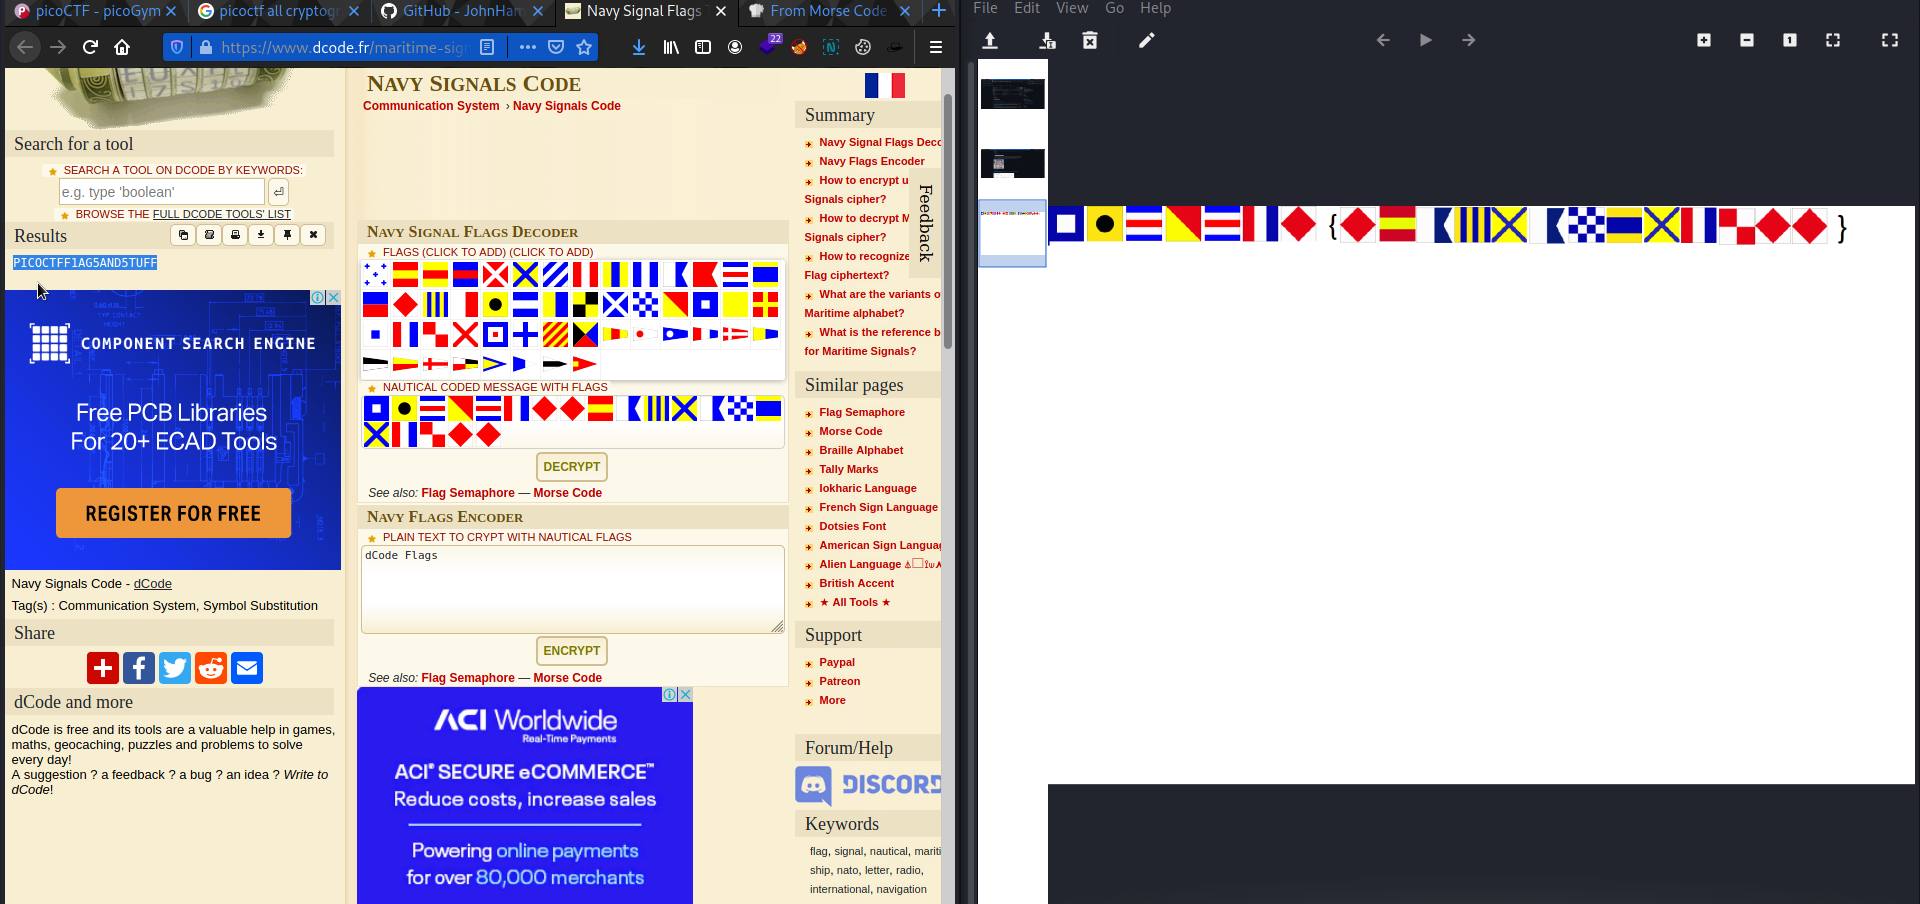 picoCTF - picoGym
picoctf all cryptogr
GitHub - JohnHam
Navy Signal Flags
From Morse Code
https://www.dcode.fr/maritime-sign
22
File Edit View Go Help
Search for a tool
SEARCH A TOOL ON DCODE BY KEYWORDS:
e.g. type 'boolean'
BROWSE THE FULL DCODE TOOLS' LIST
Results
PICOCTFF1AG5AND5TUFF
COMPONENT SEARCH ENGINE
Free PCB Libraries
For 20+ ECAD Tools
REGISTER FOR FREE
Navy Signals Code - dCode
Tag(s) : Communication System, Symbol Substitution
Share
dCode and more
dCode is free and its tools are a valuable help in games,
maths, geocaching, puzzles and problems to solve
every day!
A suggestion ? a feedback ? a bug ? an idea ? Write to
dCode!
NAVY SIGNALS CODE
Communication System › Navy Signals Code
NAVY SIGNAL FLAGS DECODER
FLAGS (CLICK TO ADD) (CLICK TO ADD)
NAUTICAL CODED MESSAGE WITH FLAGS
DECRYPT
See also: Flag Semaphore — Morse Code
NAVY FLAGS ENCODER
PLAIN TEXT TO CRYPT WITH NAUTICAL FLAGS
dCode Flags
ENCRYPT
See also: Flag Semaphore — Morse Code
ACI Worldwide
Real-Time Payments
ACI® SECURE eCOMMERCE™
Reduce costs, increase sales
Powering online payments
for over 80,000 merchants
Summary
Navy Signal Flags Deco
Navy Flags Encoder
How to encrypt u
Signals cipher?
How to decrypt N
Signals cipher?
How to recognize
Flag ciphertext?
What are the variants o
Maritime alphabet?
What is the reference b
for Maritime Signals?
Feedback
Similar pages
Flag Semaphore
Morse Code
Braille Alphabet
Tally Marks
Iokharic Language
French Sign Language
Dotsies Font
American Sign Languag
Alien Language
British Accent
★ All Tools ★
Support
Paypal
Patreon
More
Forum/Help
DISCORD
Keywords
flag, signal, nautical, mariti
ship, nato, letter, radio,
international, navigation
{ }